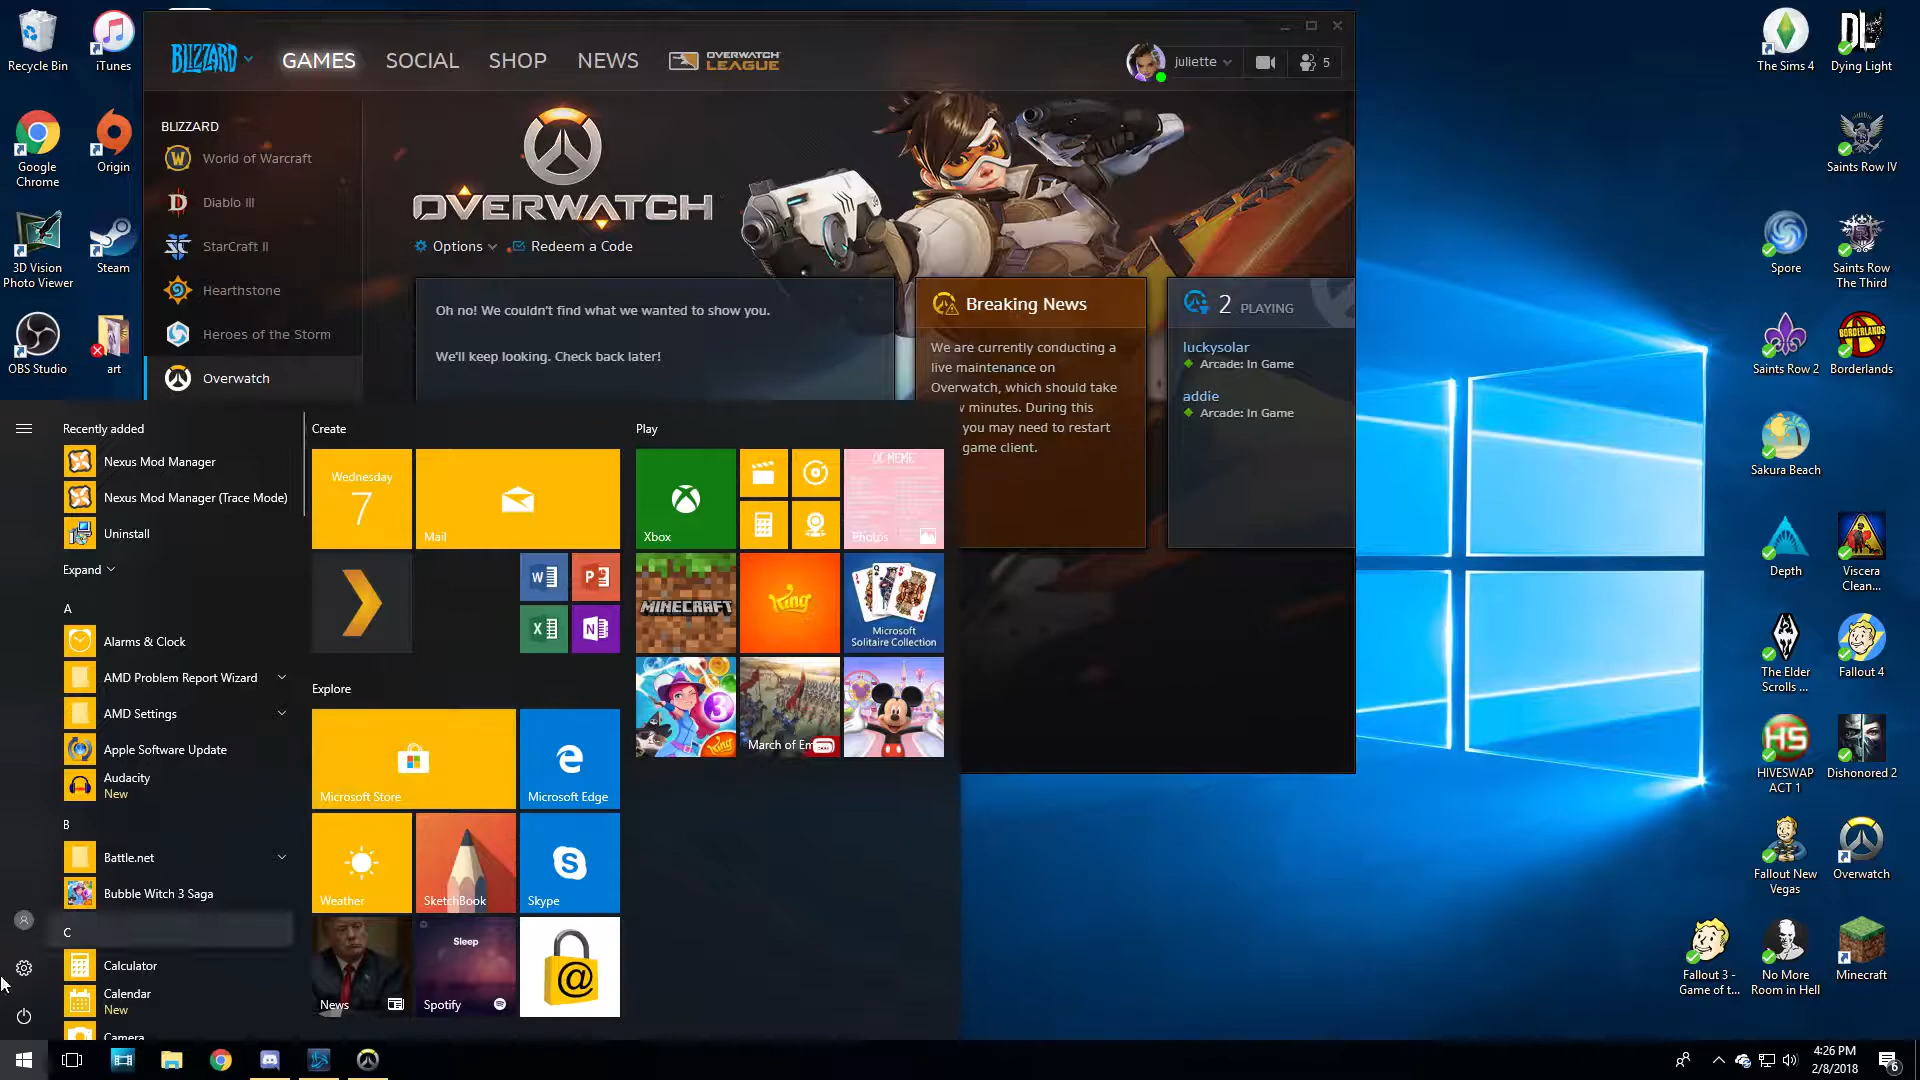 Recycle Bin
iTunes
Google
Chrome
Origin
3D Vision
Photo Viewer
Steam
OBS Studio
art
BLIZZARD
GAMES
SOCIAL
SHOP
NEWS
OVERWATCH
LEAGUE
juliette
5
BLIZZARD
World of Warcraft
Diablo III
StarCraft II
Hearthstone
Heroes of the Storm
Overwatch
OVERWATCH
Options
Redeem a Code
Oh no! We couldn't find what we wanted to show you.
We'll keep looking. Check back later!
Breaking News
We are currently conducting a
live maintenance on
Overwatch, which should take
w minutes. During this
you may need to restart
game client.
2 PLAYING
luckysolar
Arcade: In Game
addie
Arcade: In Game
Recently added
Nexus Mod Manager
Nexus Mod Manager (Trace Mode)
Uninstall
Expand
A
Alarms & Clock
AMD Problem Report Wizard
AMD Settings
Apple Software Update
Audacity
New
B
Battle.net
Bubble Witch 3 Saga
C
Calculator
Calendar
New
Camera
Create
Wednesday
7
Mail
Explore
Microsoft Store
Microsoft Edge
Weather
SketchBook
Skype
News
Sleep
Spotify
@
Play
Xbox
OC MEME
Photos
MINECRAFT
King
Microsoft
Solitaire Collection
3
King
March of Em
The Sims 4
DL
Dying Light
Saints Row IV
Spore
Saints Row
The Third
Saints Row 2
BORDERLANDS
Borderlands
Sakura Beach
Depth
Viscera
Clean...
The Elder
Scrolls ...
Fallout 4
HS
HIVESWAP
ACT 1
Dishonored 2
Fallout New
Vegas
Overwatch
Fallout 3 -
Game of t...
No More
Room in Hell
Minecraft
4:26 PM
2/8/2018
6